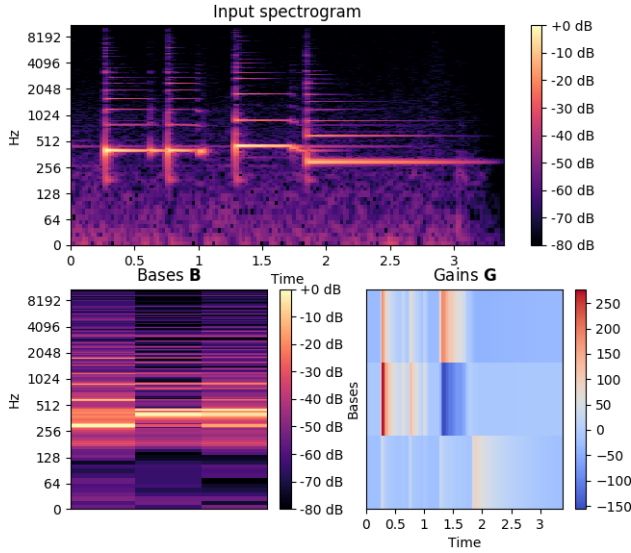 Input spectrogram
8192
4096
2048
1024
512
256
128
64
0
Hz
0 0.5 1 1.5 2 2.5 3
Time
+0 dB
-10 dB
-20 dB
-30 dB
-40 dB
-50 dB
-60 dB
-70 dB
-80 dB
Bases B
8192
4096
2048
1024
512
256
128
64
0
Hz
+0 dB
-10 dB
-20 dB
-30 dB
-40 dB
-50 dB
-60 dB
-70 dB
-80 dB
Gains G
Bases
0 0.5 1 1.5 2 2.5 3
Time
250
200
150
100
50
0
−50
−100
−150